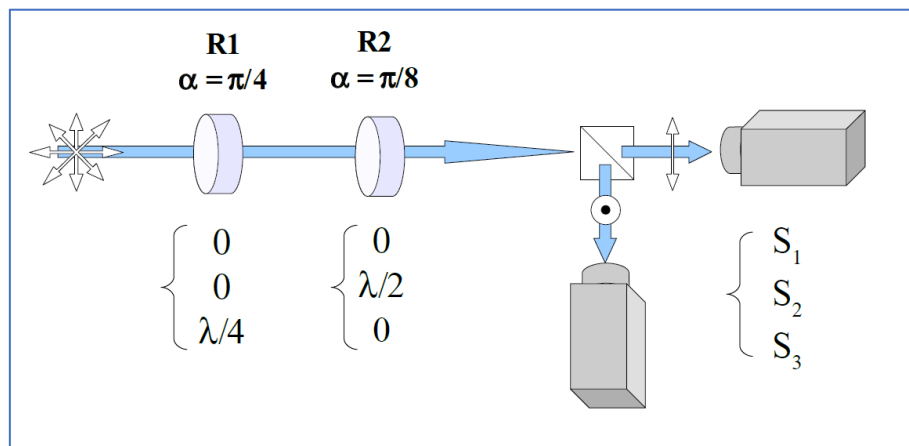 R1
α = π/4
R2
α = π/8
0
0
λ/4
0
λ/2
0
S₁
S₂
S₃